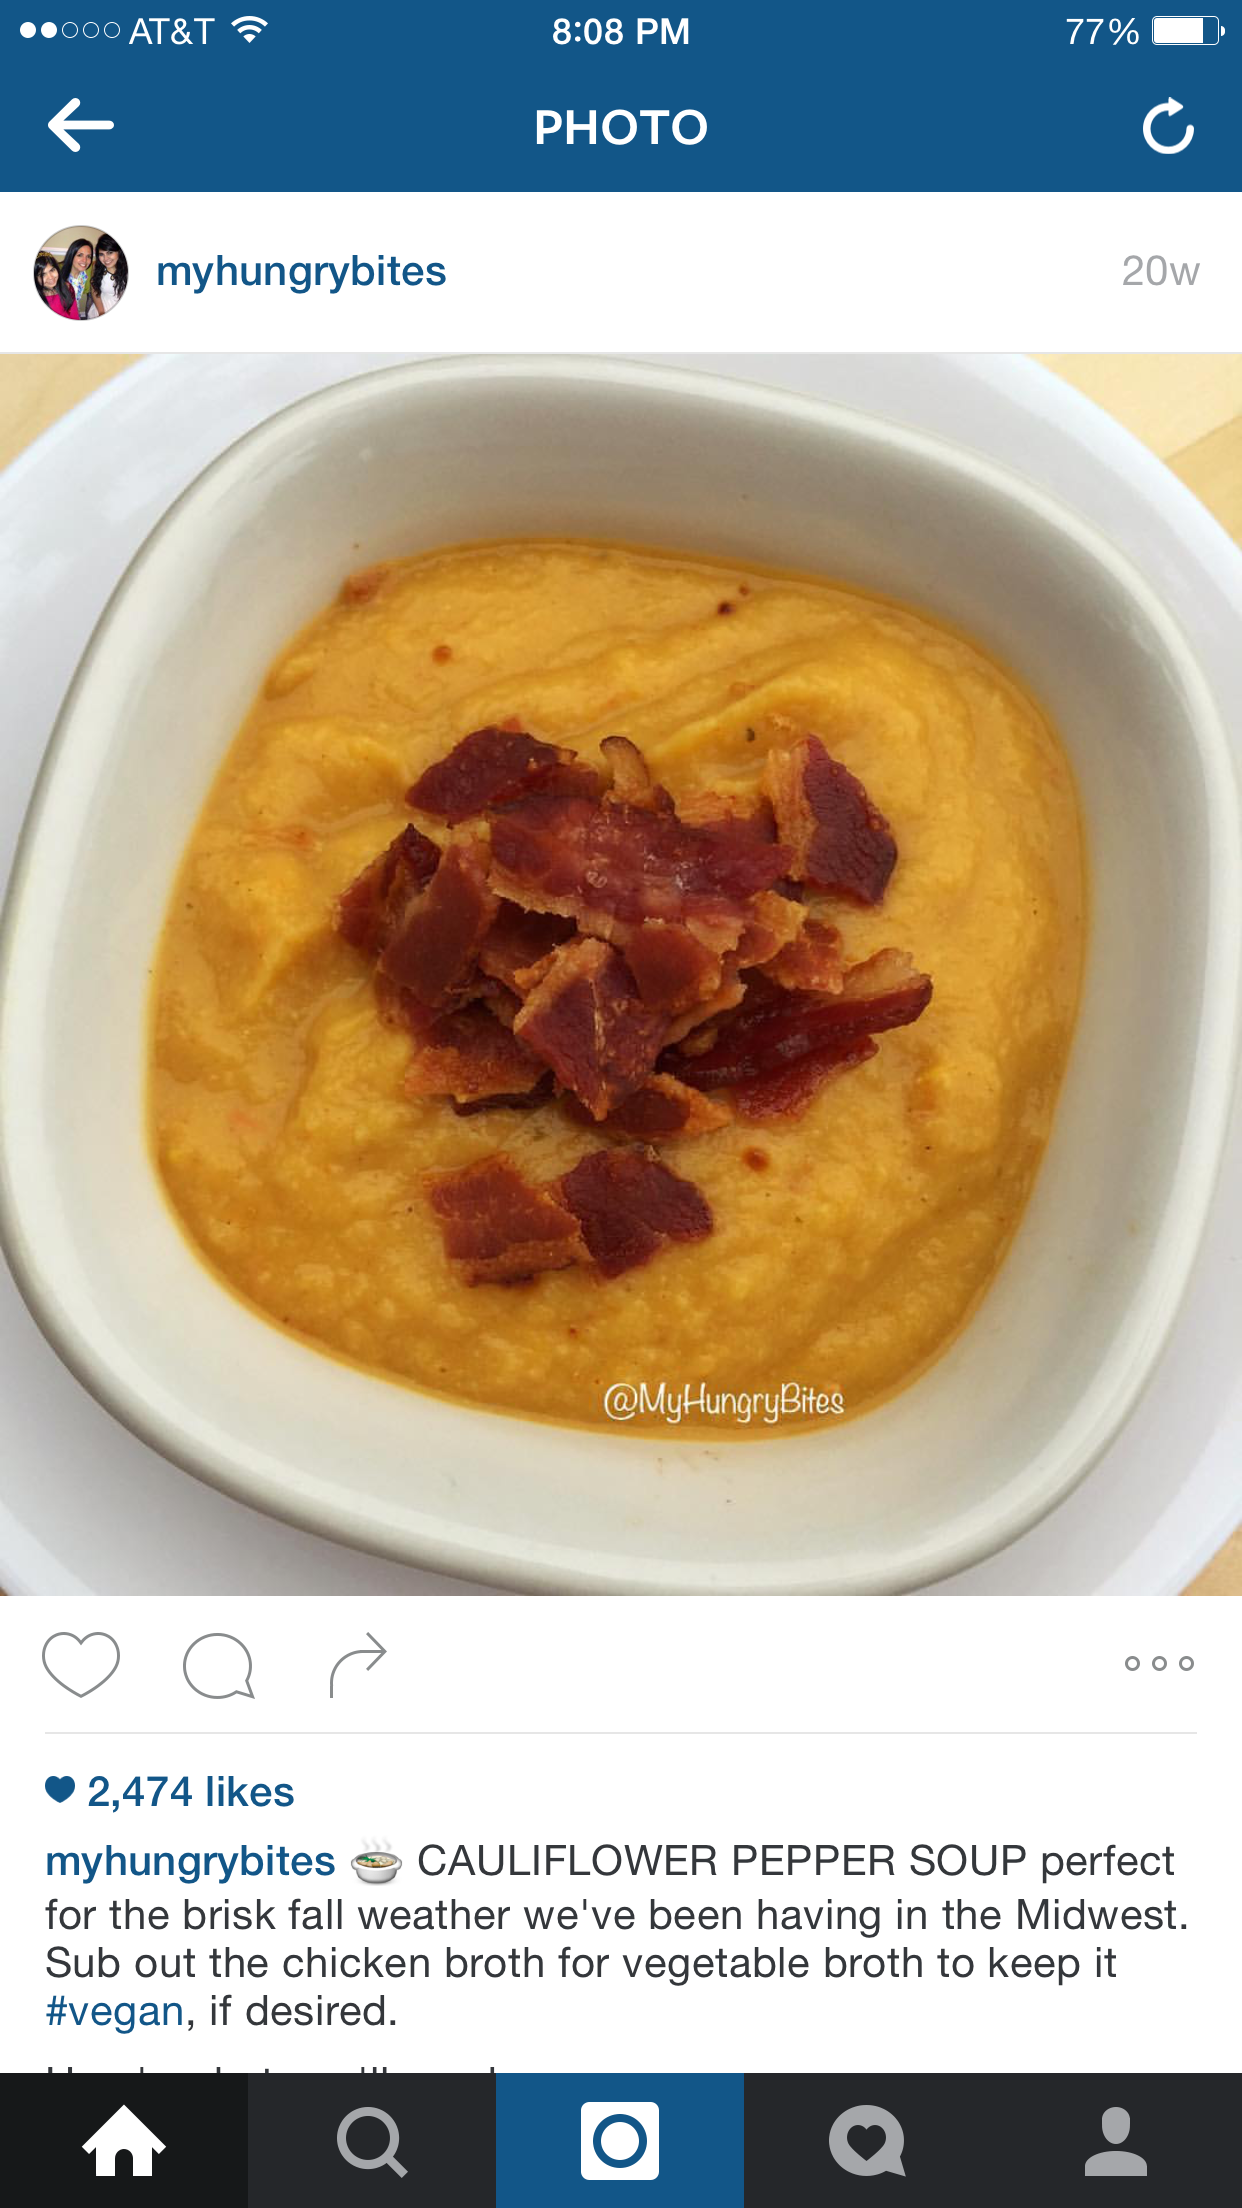 AT&T 8:08 PM 77%
PHOTO
myhungrybites 20w
@MyHungryBites
2,474 likes
myhungrybites CAULIFLOWER PEPPER SOUP perfect
for the brisk fall weather we've been having in the Midwest.
Sub out the chicken broth for vegetable broth to keep it
#vegan, if desired.